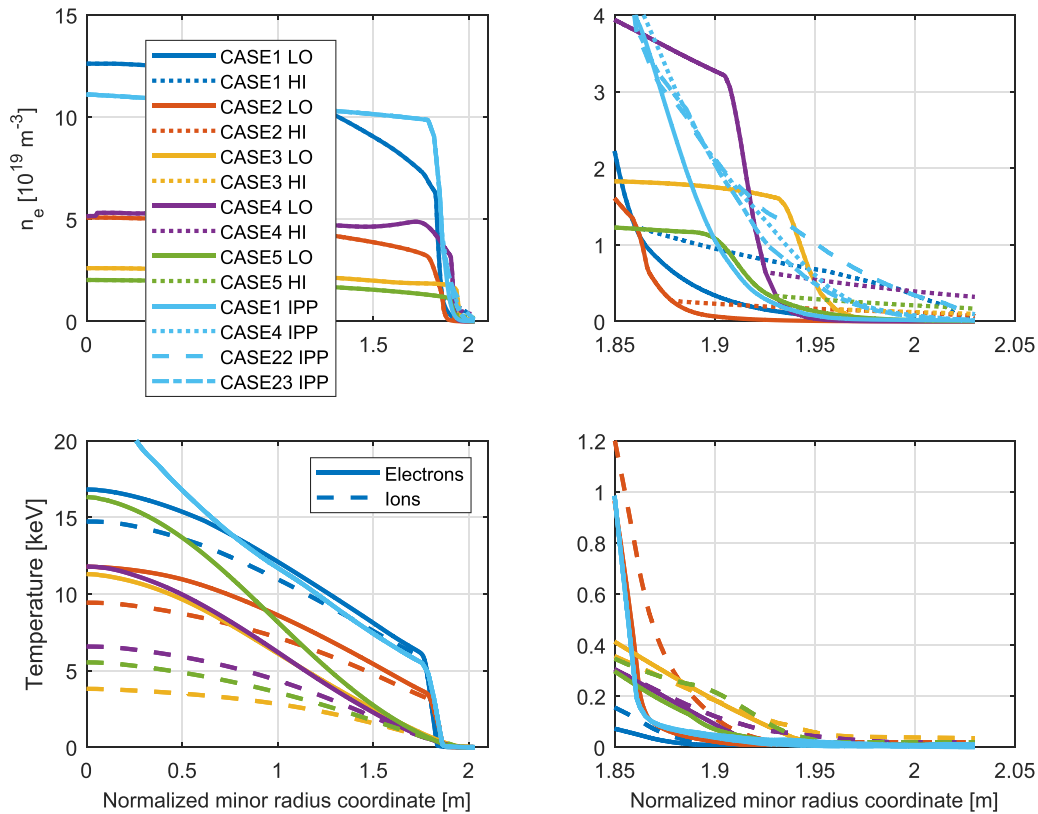 15
10
5
0
n_e [10^19 m^-3]
0
1.5
2
CASE1 LO
CASE1 HI
CASE2 LO
CASE2 HI
CASE3 LO
CASE3 HI
CASE4 LO
CASE4 HI
CASE5 LO
CASE5 HI
CASE1 IPP
CASE4 IPP
CASE22 IPP
CASE23 IPP
4
3
2
1
0
1.85
1.9
1.95
2
2.05
20
15
10
5
0
Temperature [keV]
Electrons
Ions
0
0.5
1
1.5
2
Normalized minor radius coordinate [m]
1.2
1
0.8
0.6
0.4
0.2
0
1.85
1.9
1.95
2
2.05
Normalized minor radius coordinate [m]